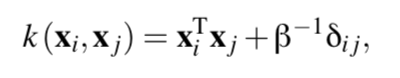 k(𝐱ᵢ, 𝐱ⱼ) = 𝐱ᵢᵀ𝐱ⱼ + β⁻¹δᵢⱼ,